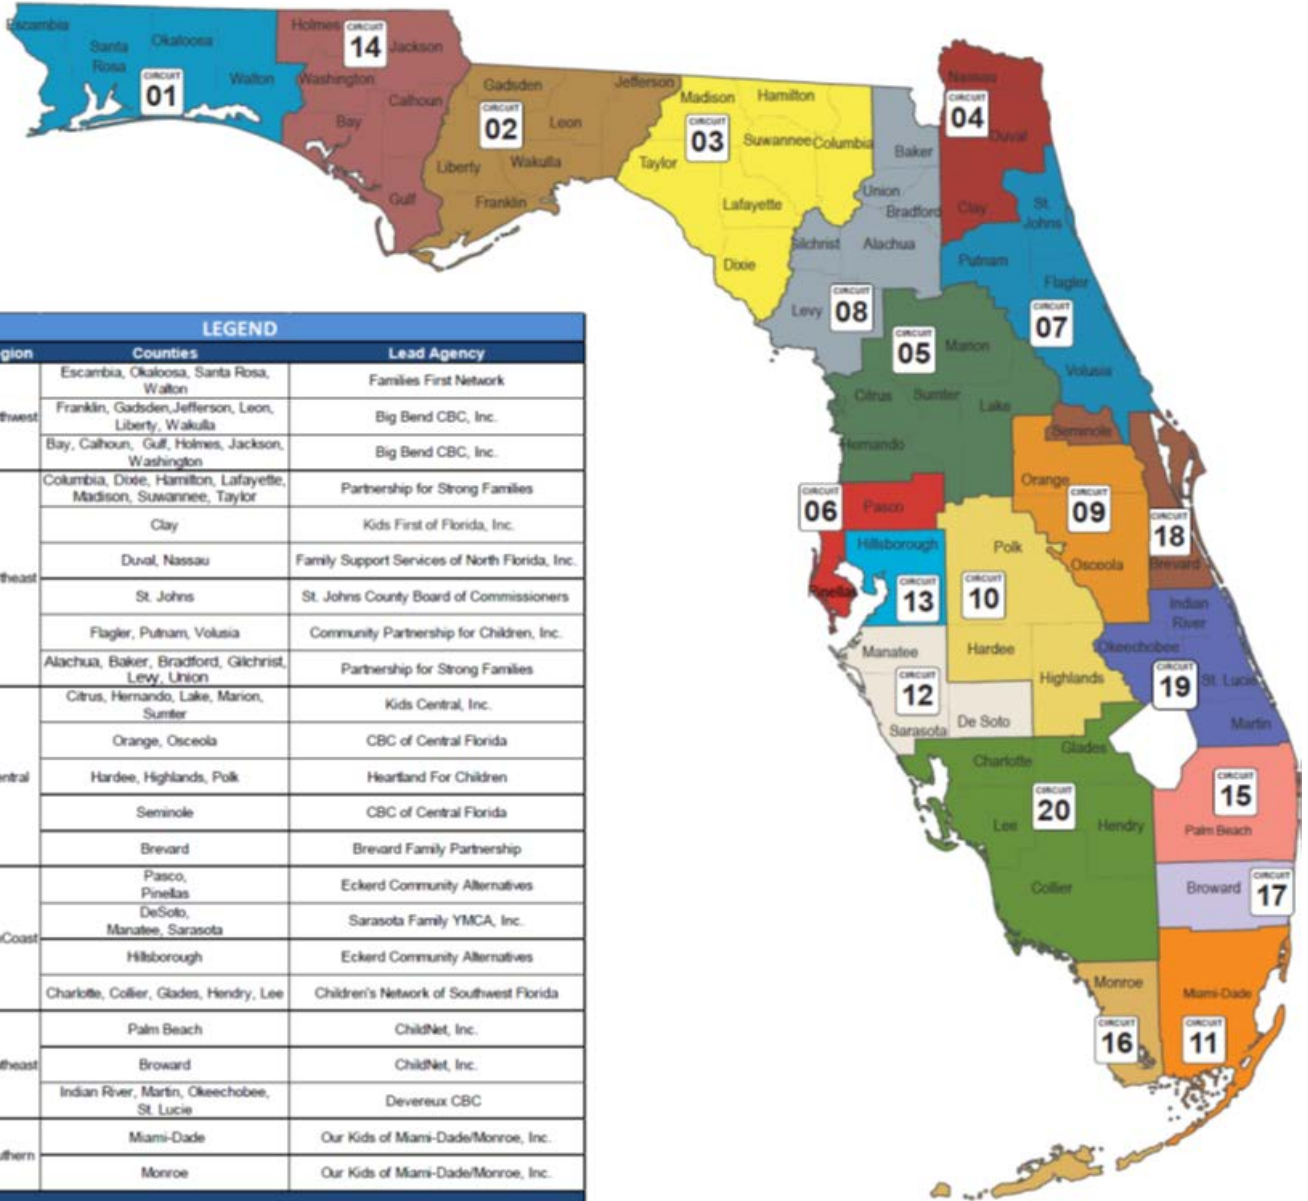 Escambia
Santa
Rosa
Okaloosa
Walton
CIRCUIT
01
Holmes
CIRCUIT
14
Jackson
Washington
Calhoun
Bay
Gulf
Gadsden
Jefferson
CIRCUIT
02
Leon
Liberty
Wakulla
Franklin
Madison
Hamilton
CIRCUIT
03
Suwannee
Columbia
Taylor
Lafayette
Dixie
Nassau
CIRCUIT
04
Duval
Clay
Baker
Union
Bradford
Gilchrist
Alachua
Levy
CIRCUIT
08
St.
Johns
Putnam
Flagler
CIRCUIT
07
Volusia
CIRCUIT
05
Marion
Citrus
Sumter
Lake
Hernando
Seminole
Orange
CIRCUIT
09
Osceola
CIRCUIT
18
Brevard
CIRCUIT
06
Pasco
Pinellas
Hillsborough
CIRCUIT
13
Polk
CIRCUIT
10
Hardee
Highlands
Manatee
CIRCUIT
12
Sarasota
De Soto
Indian
River
Okeechobee
CIRCUIT
19
St. Lucie
Martin
Charlotte
Glades
CIRCUIT
20
Lee
Hendry
Collier
CIRCUIT
15
Palm Beach
Broward
CIRCUIT
17
Monroe
CIRCUIT
16
Miami-Dade
CIRCUIT
11
LEGEND
gion Counties Lead Agency
thwest
Escambia, Okaloosa, Santa Rosa,
Walton
Families First Network
Franklin, Gadsden,Jefferson, Leon,
Liberty, Wakulla
Big Bend CBC, Inc.
Bay, Calhoun, Gulf, Holmes, Jackson,
Washington
Big Bend CBC, Inc.
theast
Columbia, Dixie, Hamilton, Lafayette,
Madison, Suwannee, Taylor
Partnership for Strong Families
Clay Kids First of Florida, Inc.
Duval, Nassau Family Support Services of North Florida, Inc.
St. Johns St. Johns County Board of Commissioners
Flagler, Putnam, Volusia Community Partnership for Children, Inc.
Alachua, Baker, Bradford, Gilchrist,
Levy, Union
Partnership for Strong Families
entral
Citrus, Hernando, Lake, Marion,
Sumter
Kids Central, Inc.
Orange, Osceola CBC of Central Florida
Hardee, Highlands, Polk Heartland For Children
Seminole CBC of Central Florida
Brevard Brevard Family Partnership
Coast
Pasco,
Pinellas
Eckerd Community Alternatives
DeSoto,
Manatee, Sarasota
Sarasota Family YMCA, Inc.
Hillsborough Eckerd Community Alternatives
Charlotte, Collier, Glades, Hendry, Lee Children's Network of Southwest Florida
theast
Palm Beach ChildNet, Inc.
Broward ChildNet, Inc.
Indian River, Martin, Okeechobee,
St. Lucie
Devereux CBC
uthern
Miami-Dade Our Kids of Miami-Dade/Monroe, Inc.
Monroe Our Kids of Miami-Dade/Monroe, Inc.